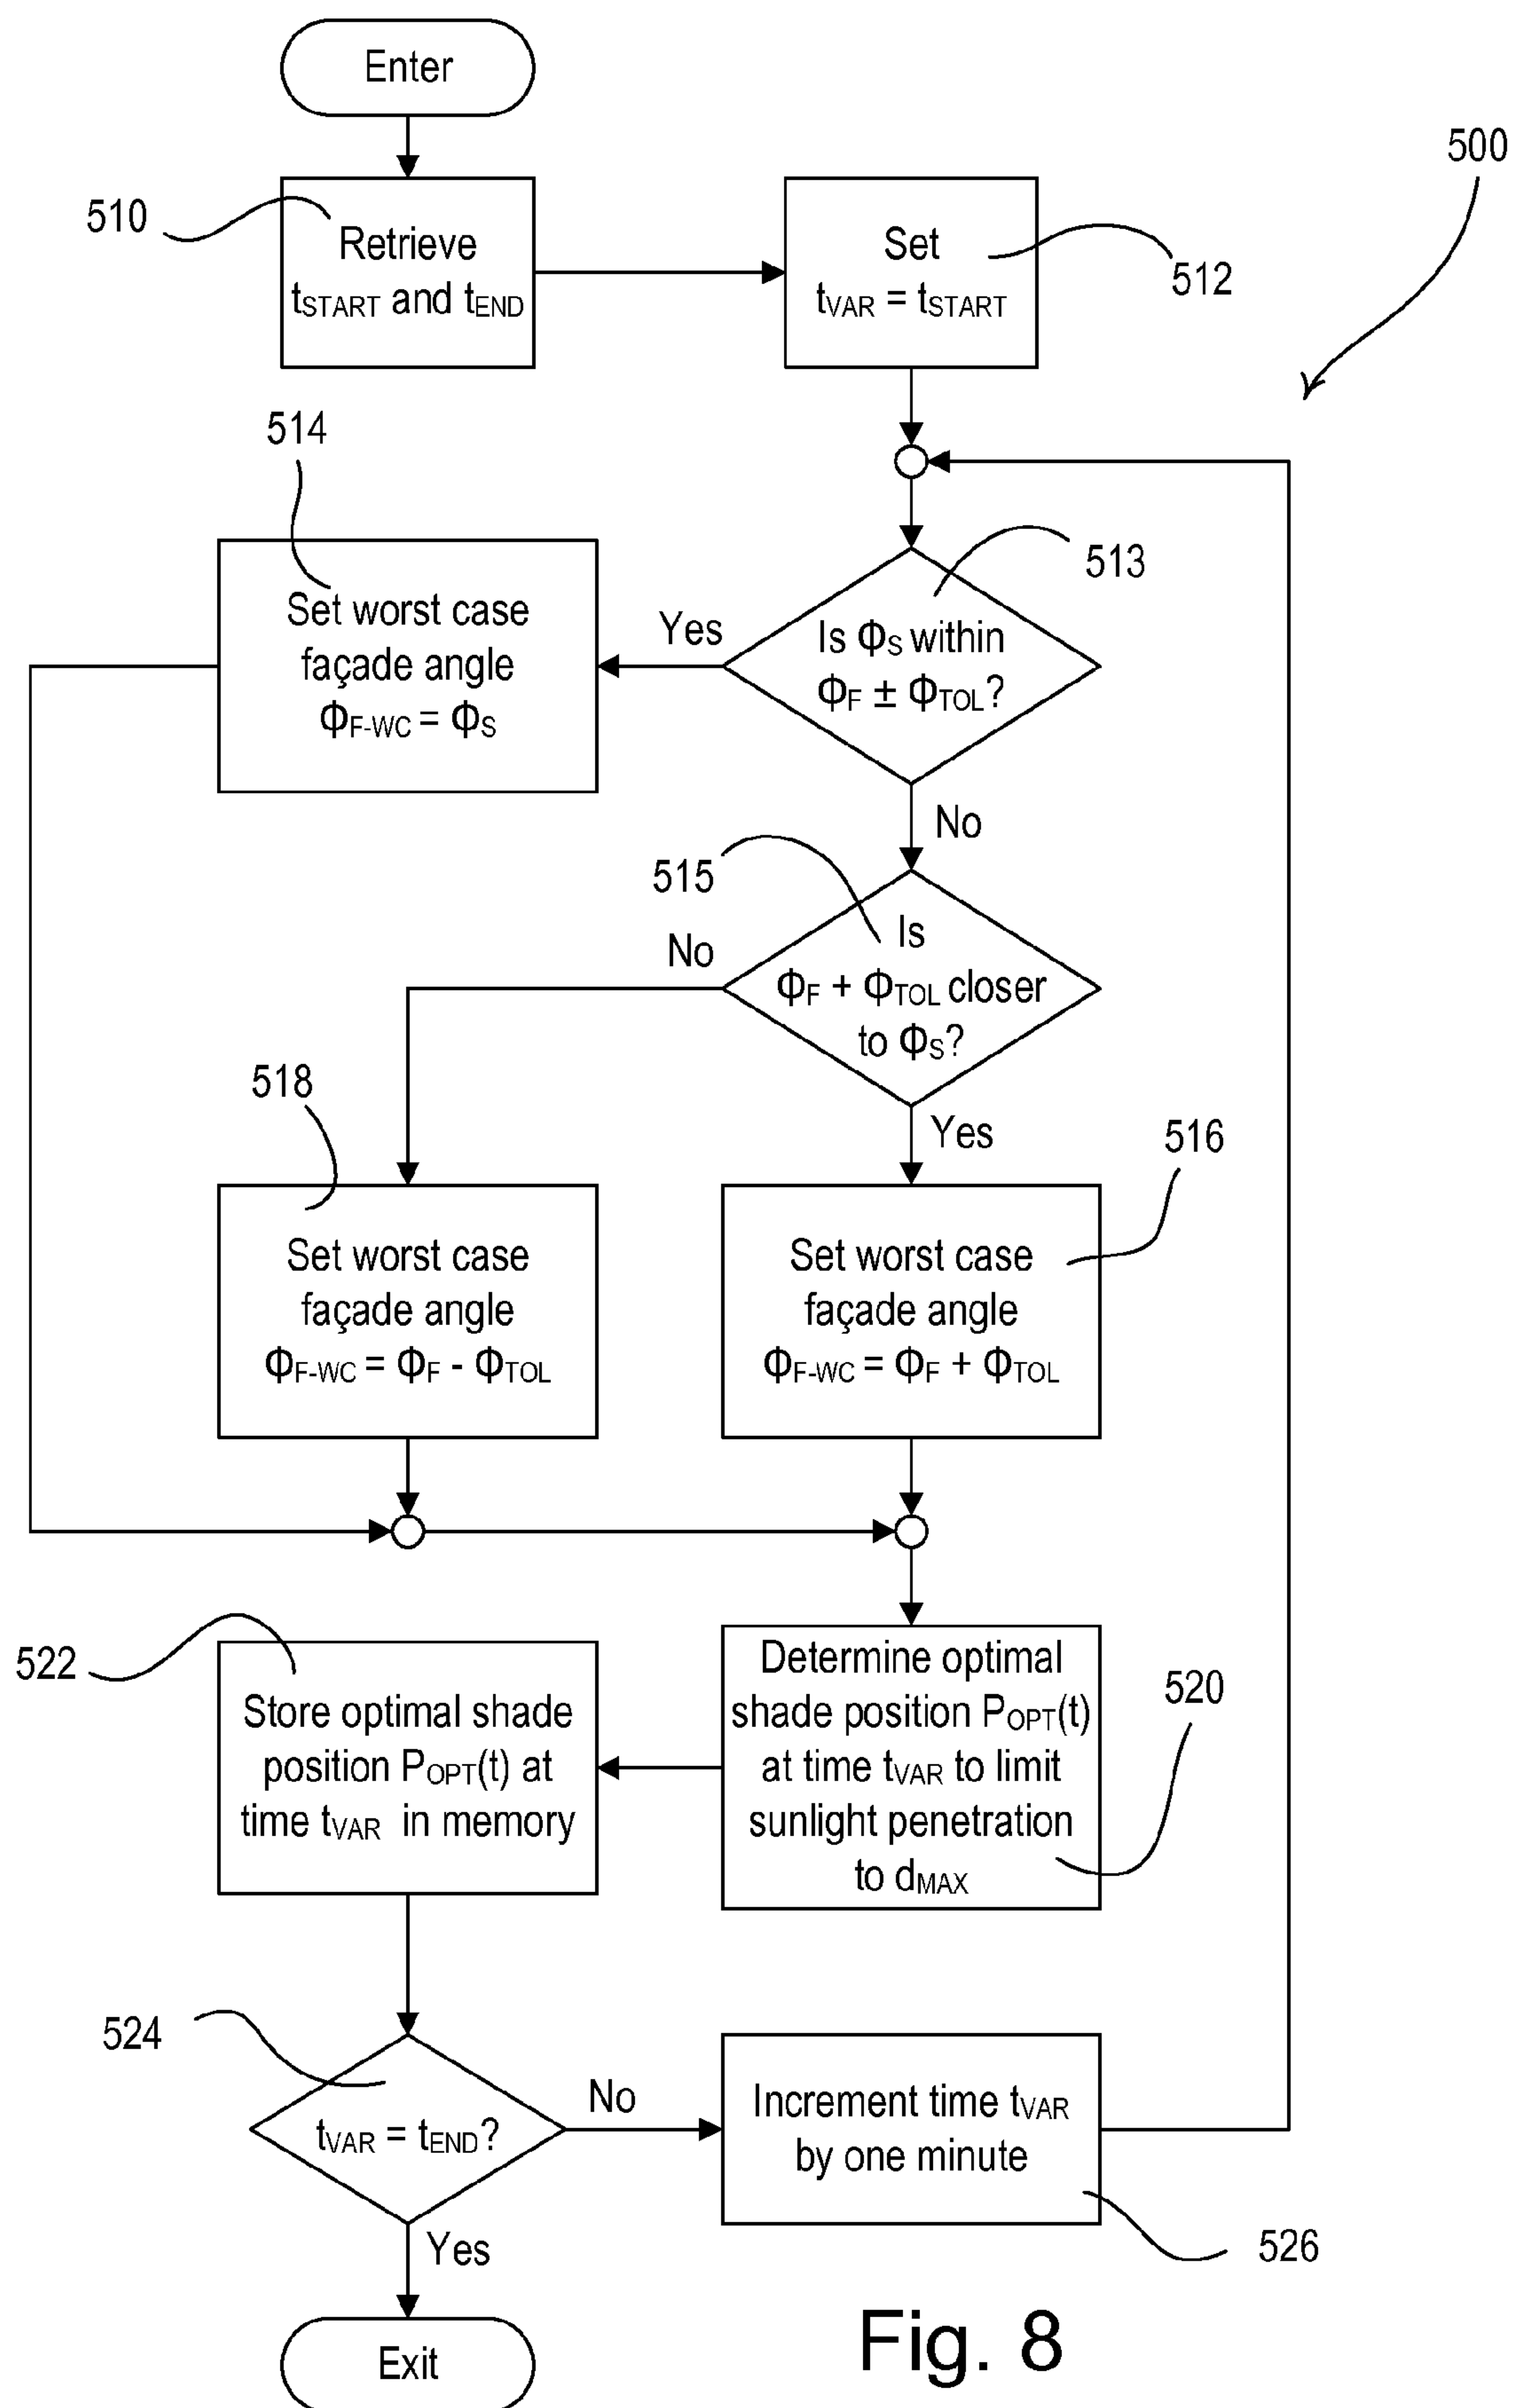 Enter
500
510
Retrieve
tSTART and tEND
Set
tVAR = tSTART
512
514
513
Set worst case
façade angle
ΦF-WC = ΦS
Yes
Is ΦS within
ΦF ± ΦTOL?
No
515
Is
ΦF + ΦTOL closer
to ΦS?
No
Yes
518
516
Set worst case
façade angle
ΦF-WC = ΦF - ΦTOL
Set worst case
façade angle
ΦF-WC = ΦF + ΦTOL
522
Store optimal shade
position POPT(t) at
time tVAR in memory
Determine optimal
shade position POPT(t)
at time tVAR to limit
sunlight penetration
to dMAX
520
524
tVAR = tEND?
No
Increment time tVAR
by one minute
526
Yes
Exit
Fig. 8